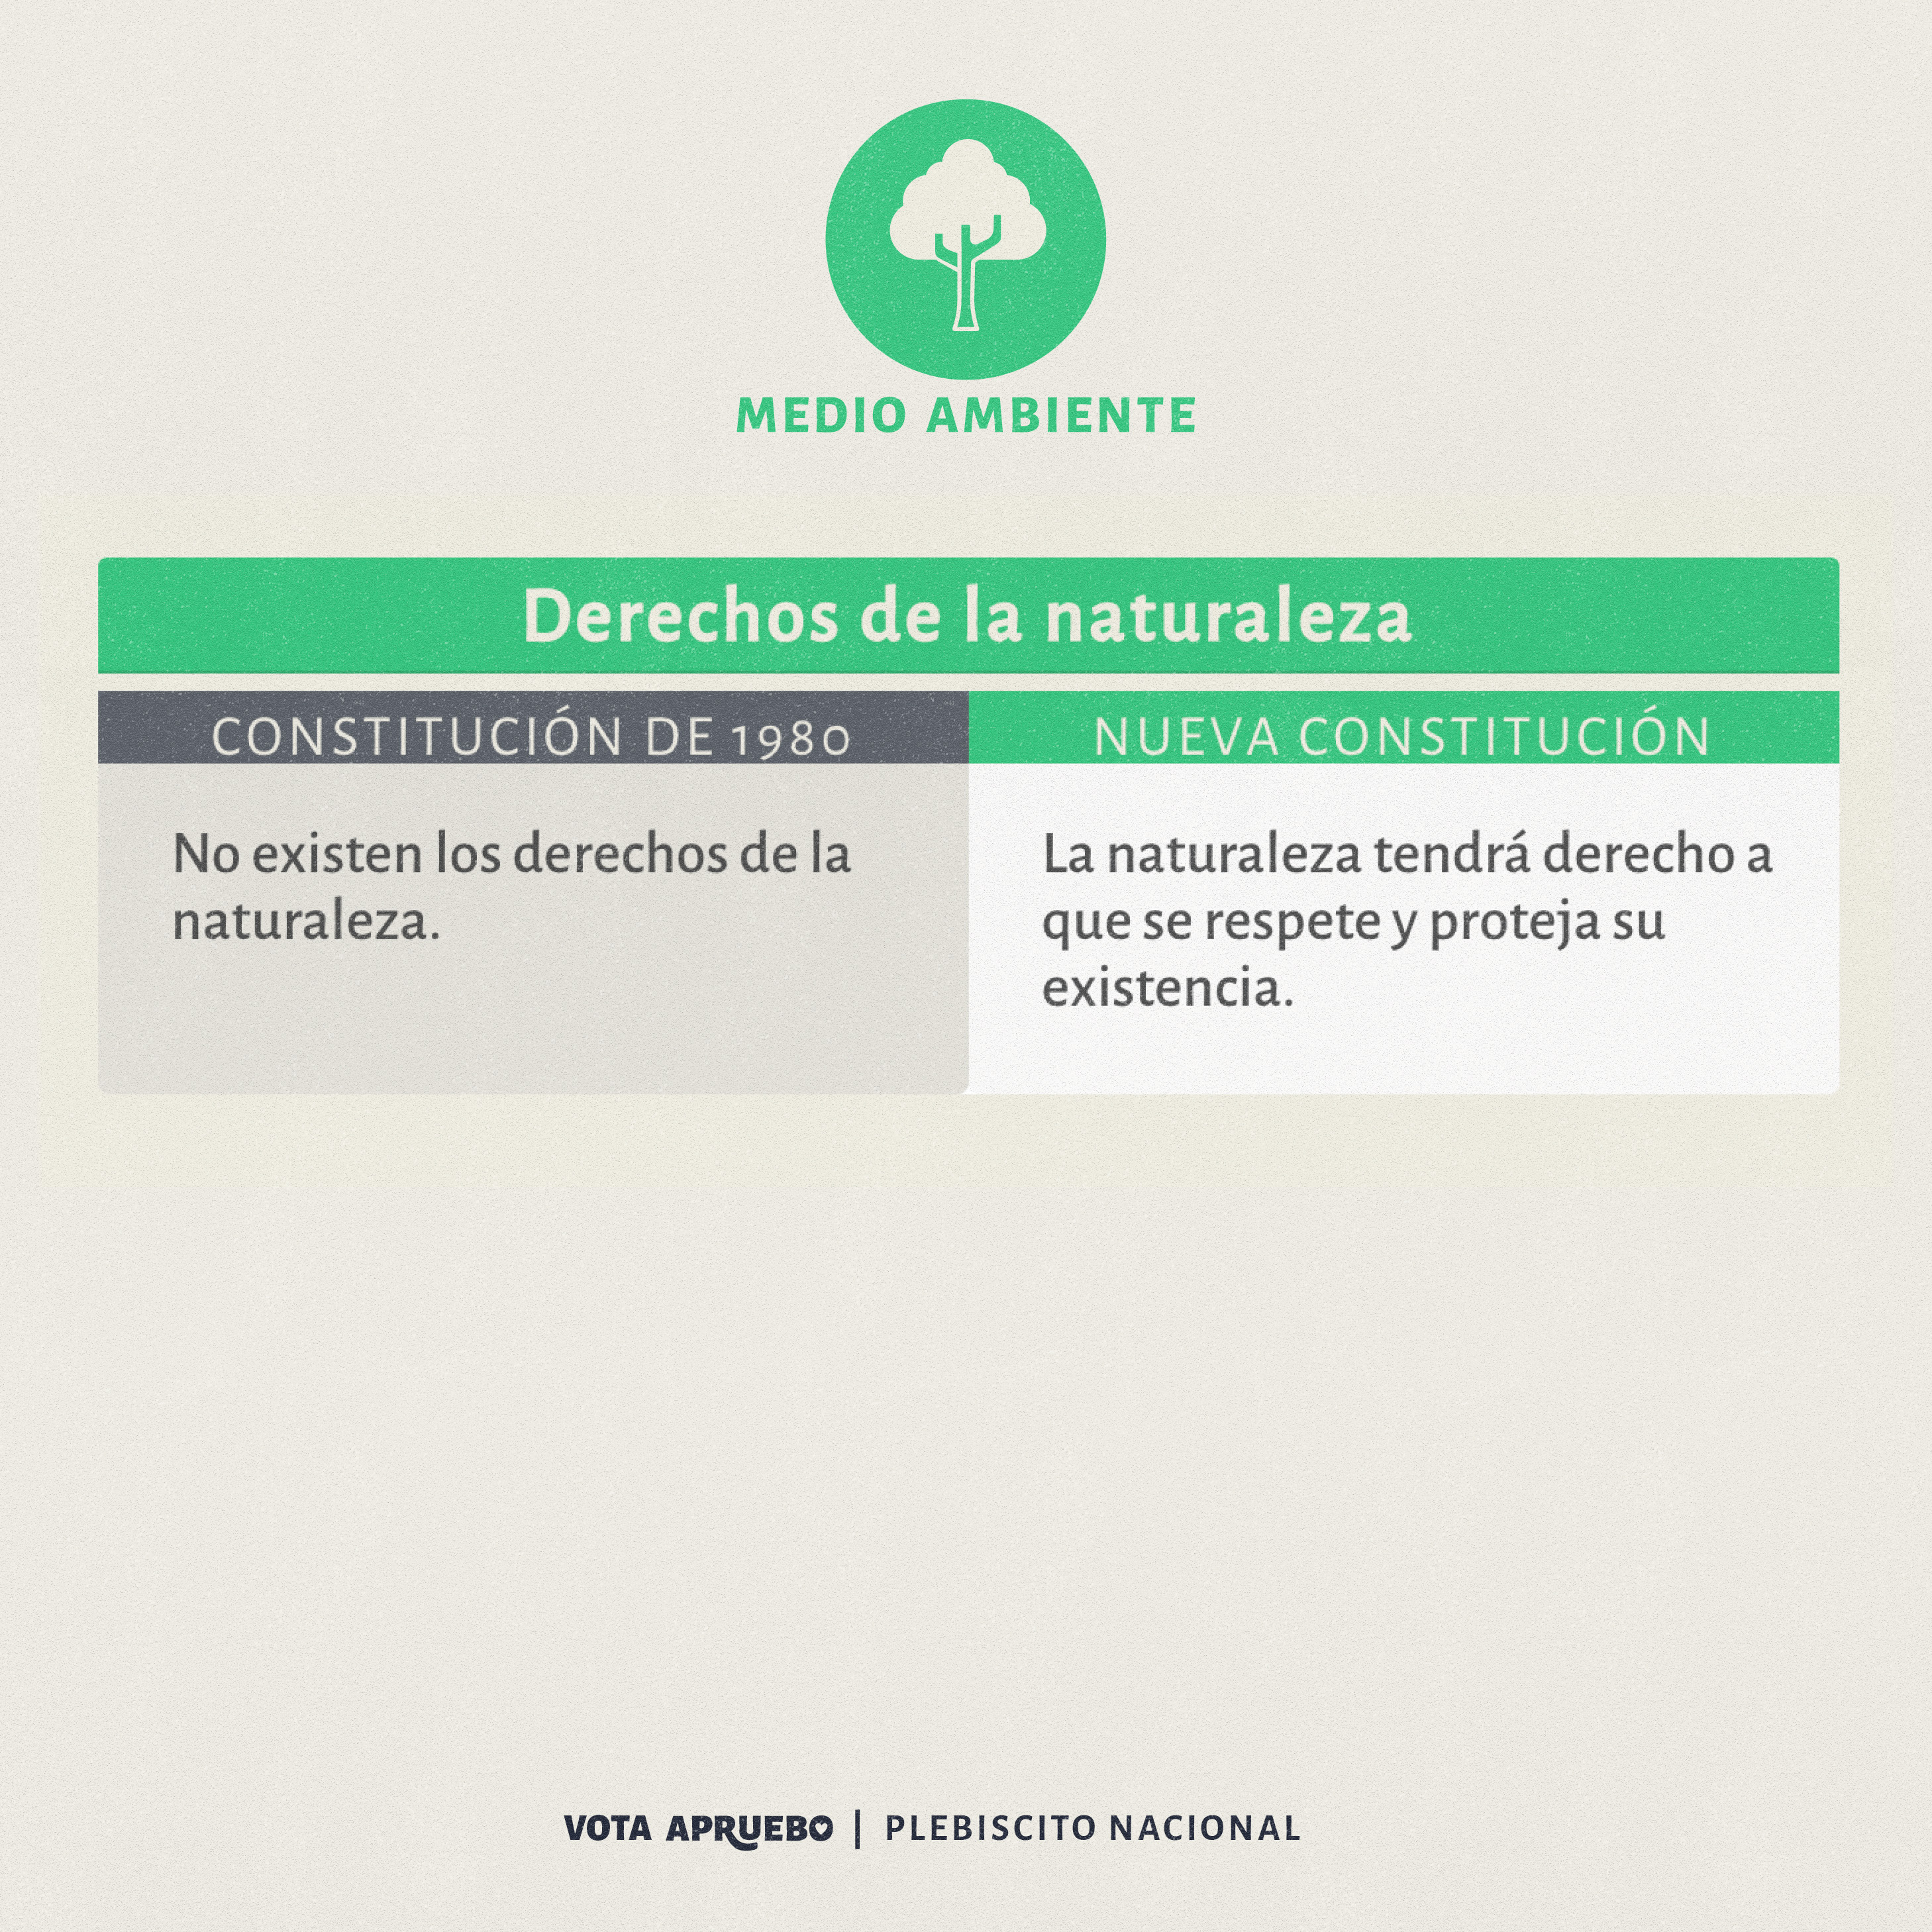 MEDIO AMBIENTE
Derechos de la naturaleza
CONSTITUCIÓN DE 1980
No existen los derechos de la
naturaleza.
NUEVA CONSTITUCIÓN
La naturaleza tendrá derecho a
que se respete y proteja su
existencia.
VOTA APRUEBO | PLEBISCITO NACIONAL